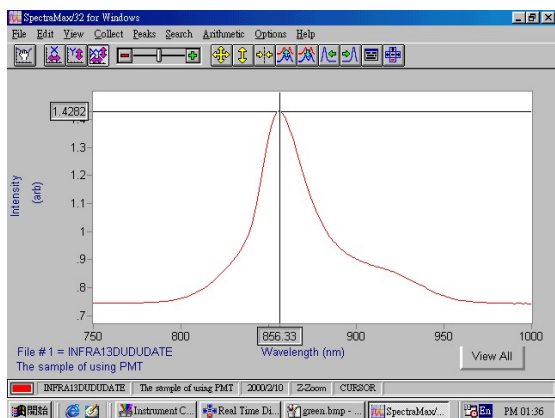 SpectraMax/32 for Windows
File Edit View Collect Peaks Search Arithmetic Options Help
1.4282
1.4
1.3
1.2
1.1
1
.9
.8
.7
Intensity
(arb)
750 800 856.33 900 950 1000
Wavelength (nm)
File # 1 = INFRA13DUDUDATE
The sample of using PMT
View All
INFRA13DUDUDATE The sample of using PMT 2000/2/10 Z-Zoom CURSOR
開始 Instrument C... Real Time Di... green.bmp - ... SpectraMax/... En PM 01:36